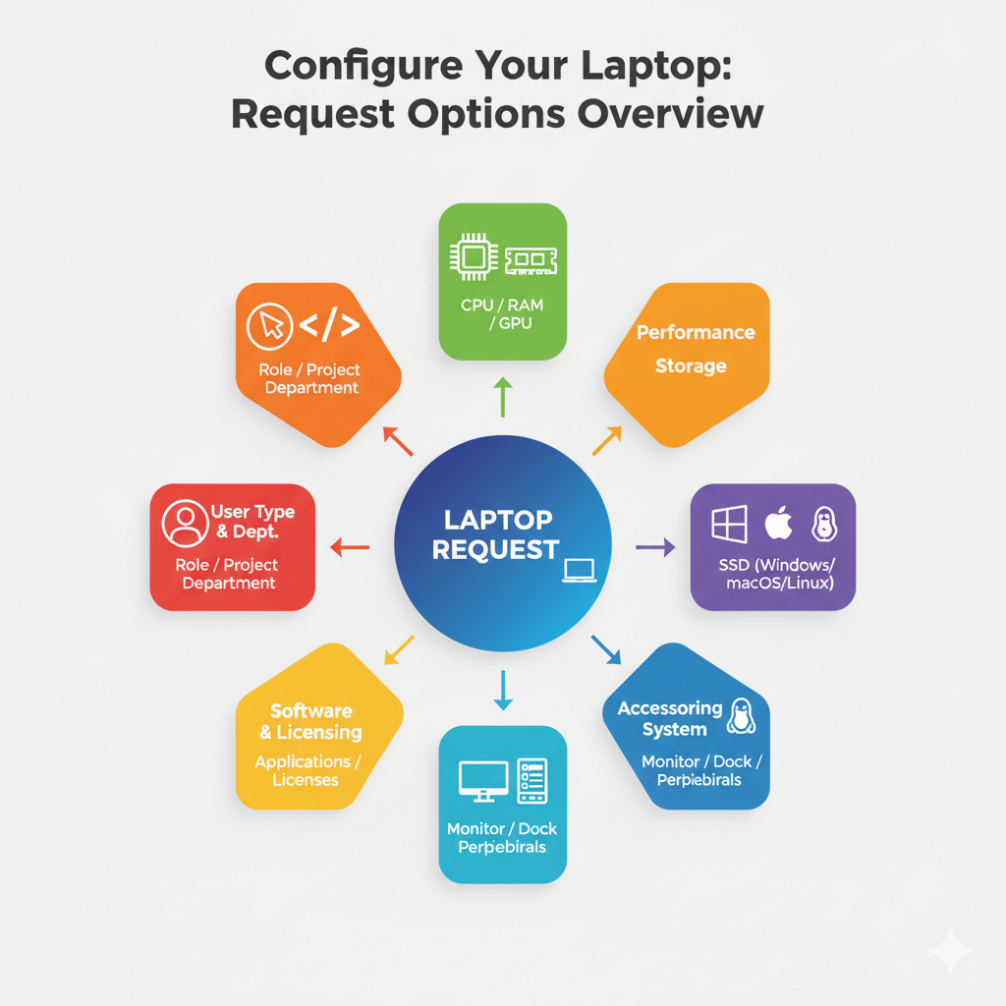 Configure Your Laptop:
Request Options Overview
CPU / RAM
/ GPU
</>
Role / Project
Department
Performance
Storage
User Type
& Dept.
Role / Project
Department
LAPTOP
REQUEST
SSD (Windows/
macOS/Linux)
Software
& Licensing
Applications /
Licenses
Accessoring
System
Monitor / Dock /
Perpebirals
Monitor / Dock
Perpebirals